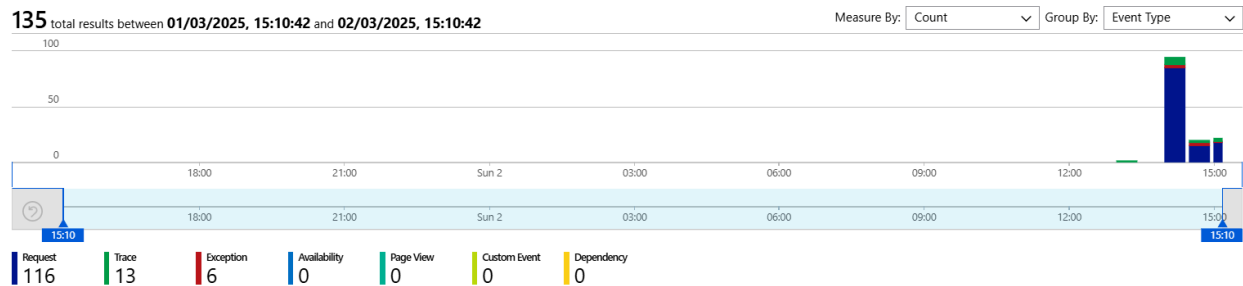 135 total results between 01/03/2025, 15:10:42 and 02/03/2025, 15:10:42
Measure By: Count Group By: Event Type
100
50
0
18:00 21:00 Sun 2 03:00 06:00 09:00 12:00 15:00
18:00 21:00 Sun 2 03:00 06:00 09:00 12:00 15:00
15:10 15:10
Request Trace Exception Availability Page View Custom Event Dependency
116 13 6 0 0 0 0